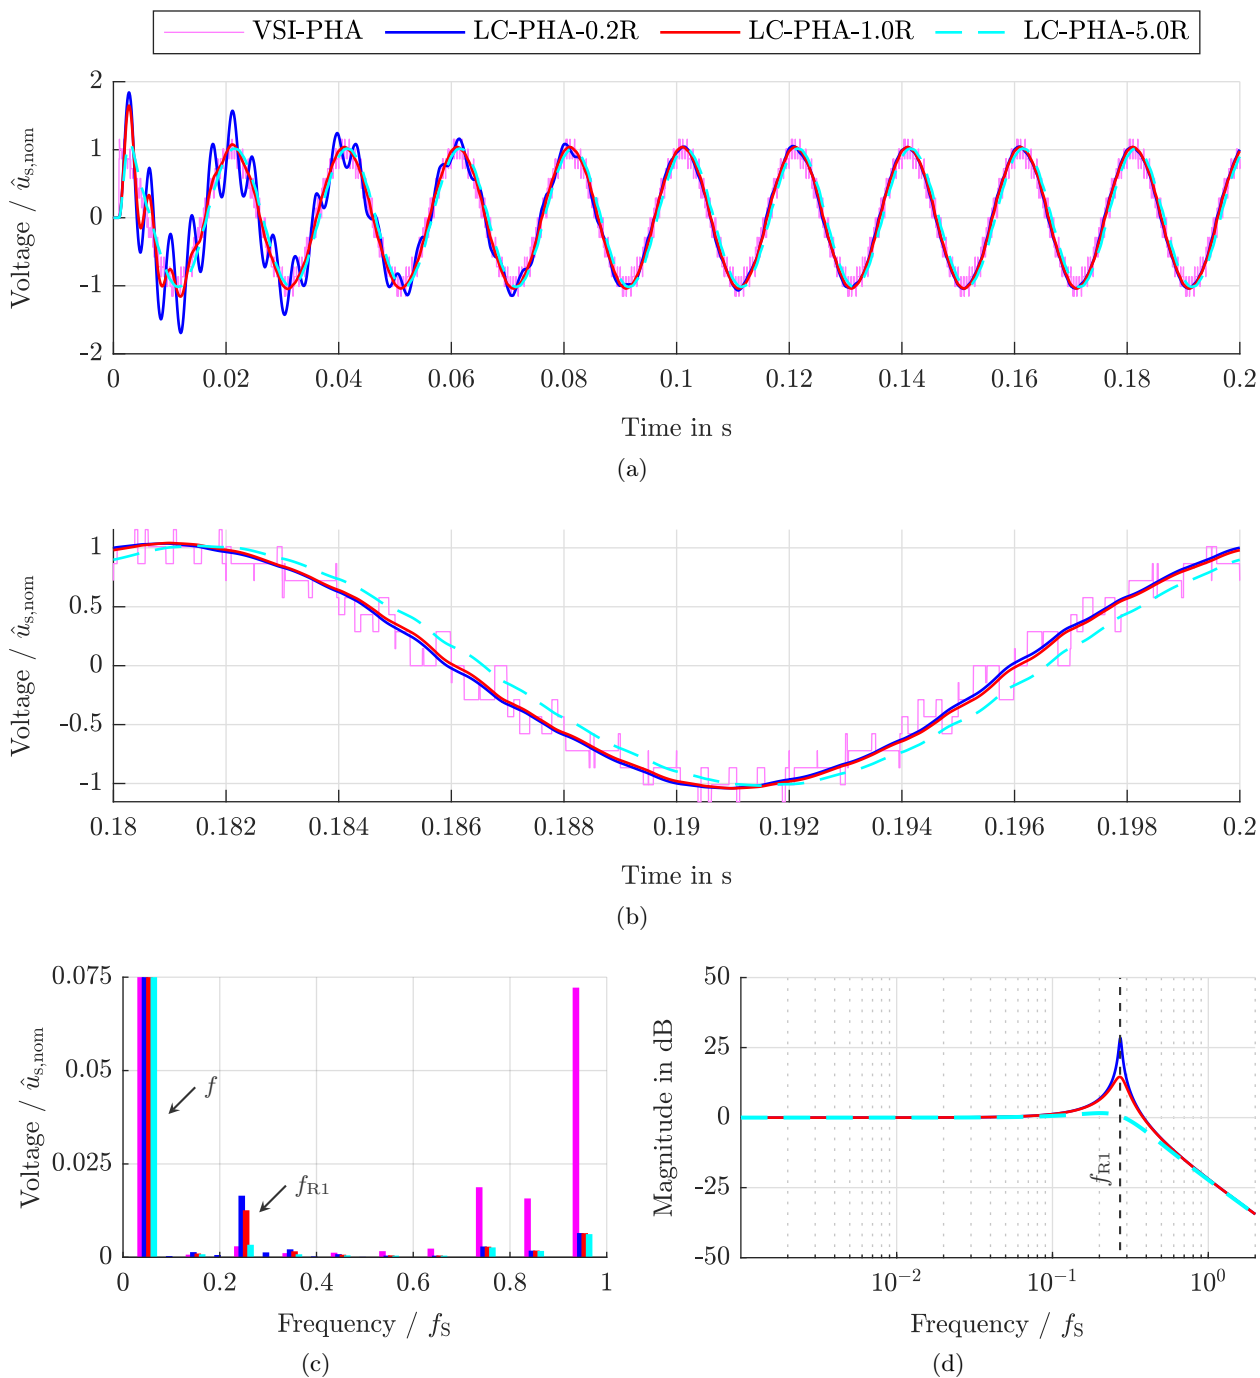 VSI-PHA LC-PHA-0.2R LC-PHA-1.0R LC-PHA-5.0R
Voltage / û_s,nom
2
1
0
-1
-2
0 0.02 0.04 0.06 0.08 0.1 0.12 0.14 0.16 0.18 0.2
Time in s
(a)
Voltage / û_s,nom
1
0.5
0
-0.5
-1
0.18 0.182 0.184 0.186 0.188 0.19 0.192 0.194 0.196 0.198 0.2
Time in s
(b)
Voltage / û_s,nom
0.075
0.05
0.025
0
f
f_R1
0 0.2 0.4 0.6 0.8 1
Frequency / f_S
(c)
Magnitude in dB
50
25
0
-25
-50
f_R1
10^-2 10^-1 10^0
Frequency / f_S
(d)